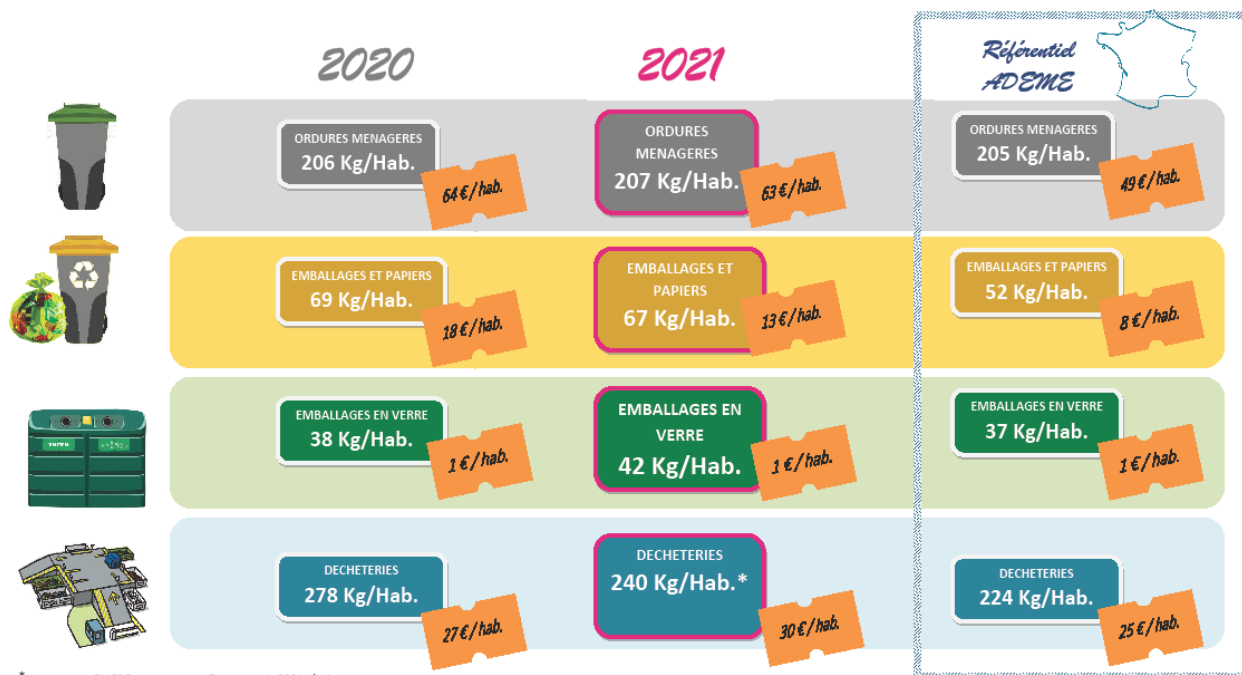 2020
2021
Référentiel
ADEME
ORDURES MENAGERES
206 Kg/Hab.
64 €/hab.
ORDURES
MENAGERES
207 Kg/Hab.
63 €/hab.
ORDURES MENAGERES
205 Kg/Hab.
49 €/hab.
EMBALLAGES ET PAPIERS
69 Kg/Hab.
18 €/hab.
EMBALLAGES ET
PAPIERS
67 Kg/Hab.
13 €/hab.
EMBALLAGES ET PAPIERS
52 Kg/Hab.
8 €/hab.
VERRE
EMBALLAGES EN VERRE
38 Kg/Hab.
1 €/hab.
EMBALLAGES EN
VERRE
42 Kg/Hab.
1 €/hab.
EMBALLAGES EN VERRE
37 Kg/Hab.
1 €/hab.
DECHETERIES
278 Kg/Hab.
27 €/hab.
DECHETERIES
240 Kg/Hab.*
30 €/hab.
DECHETERIES
224 Kg/Hab.
25 €/hab.
*